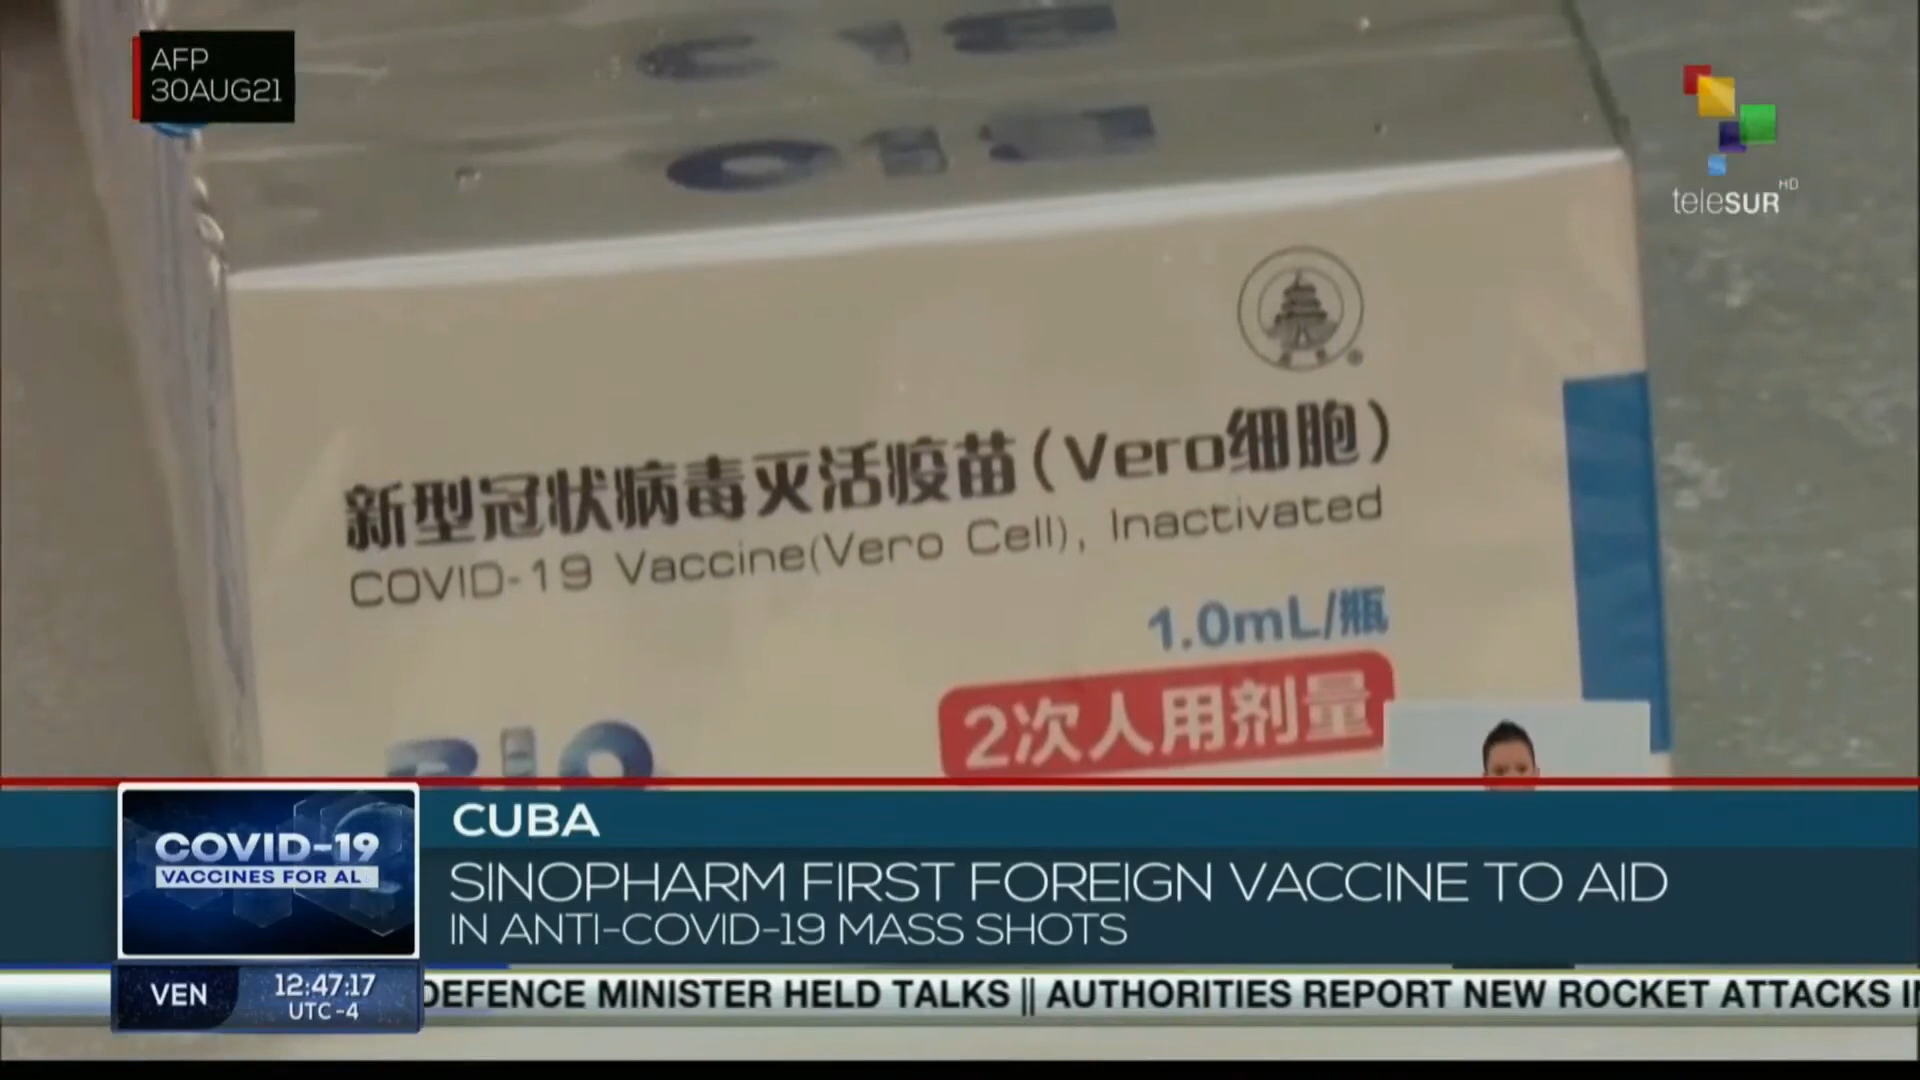 AFP
30AUG21
teleSUR HD
新型冠状病毒灭活疫苗(Vero细胞)
COVID-19 Vaccine(Vero Cell), Inactivated
1.0mL/瓶
2次人用剂量
CUBA
COVID-19
VACCINES FOR AL
SINOPHARM FIRST FOREIGN VACCINE TO AID
IN ANTI-COVID-19 MASS SHOTS
VEN
12:47:17
UTC-4
DEFENCE MINISTER HELD TALKS || AUTHORITIES REPORT NEW ROCKET ATTACKS I